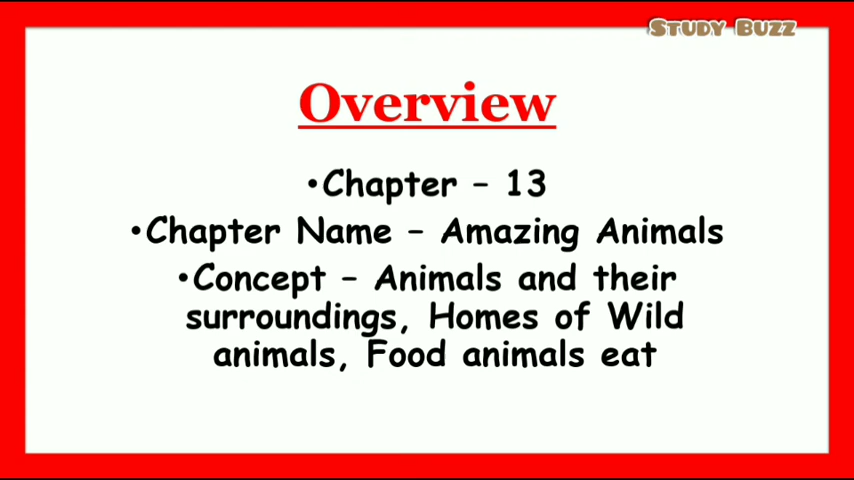 STUDY BUZZ
Overview
•Chapter – 13
•Chapter Name – Amazing Animals
•Concept – Animals and their
surroundings, Homes of Wild
animals, Food animals eat